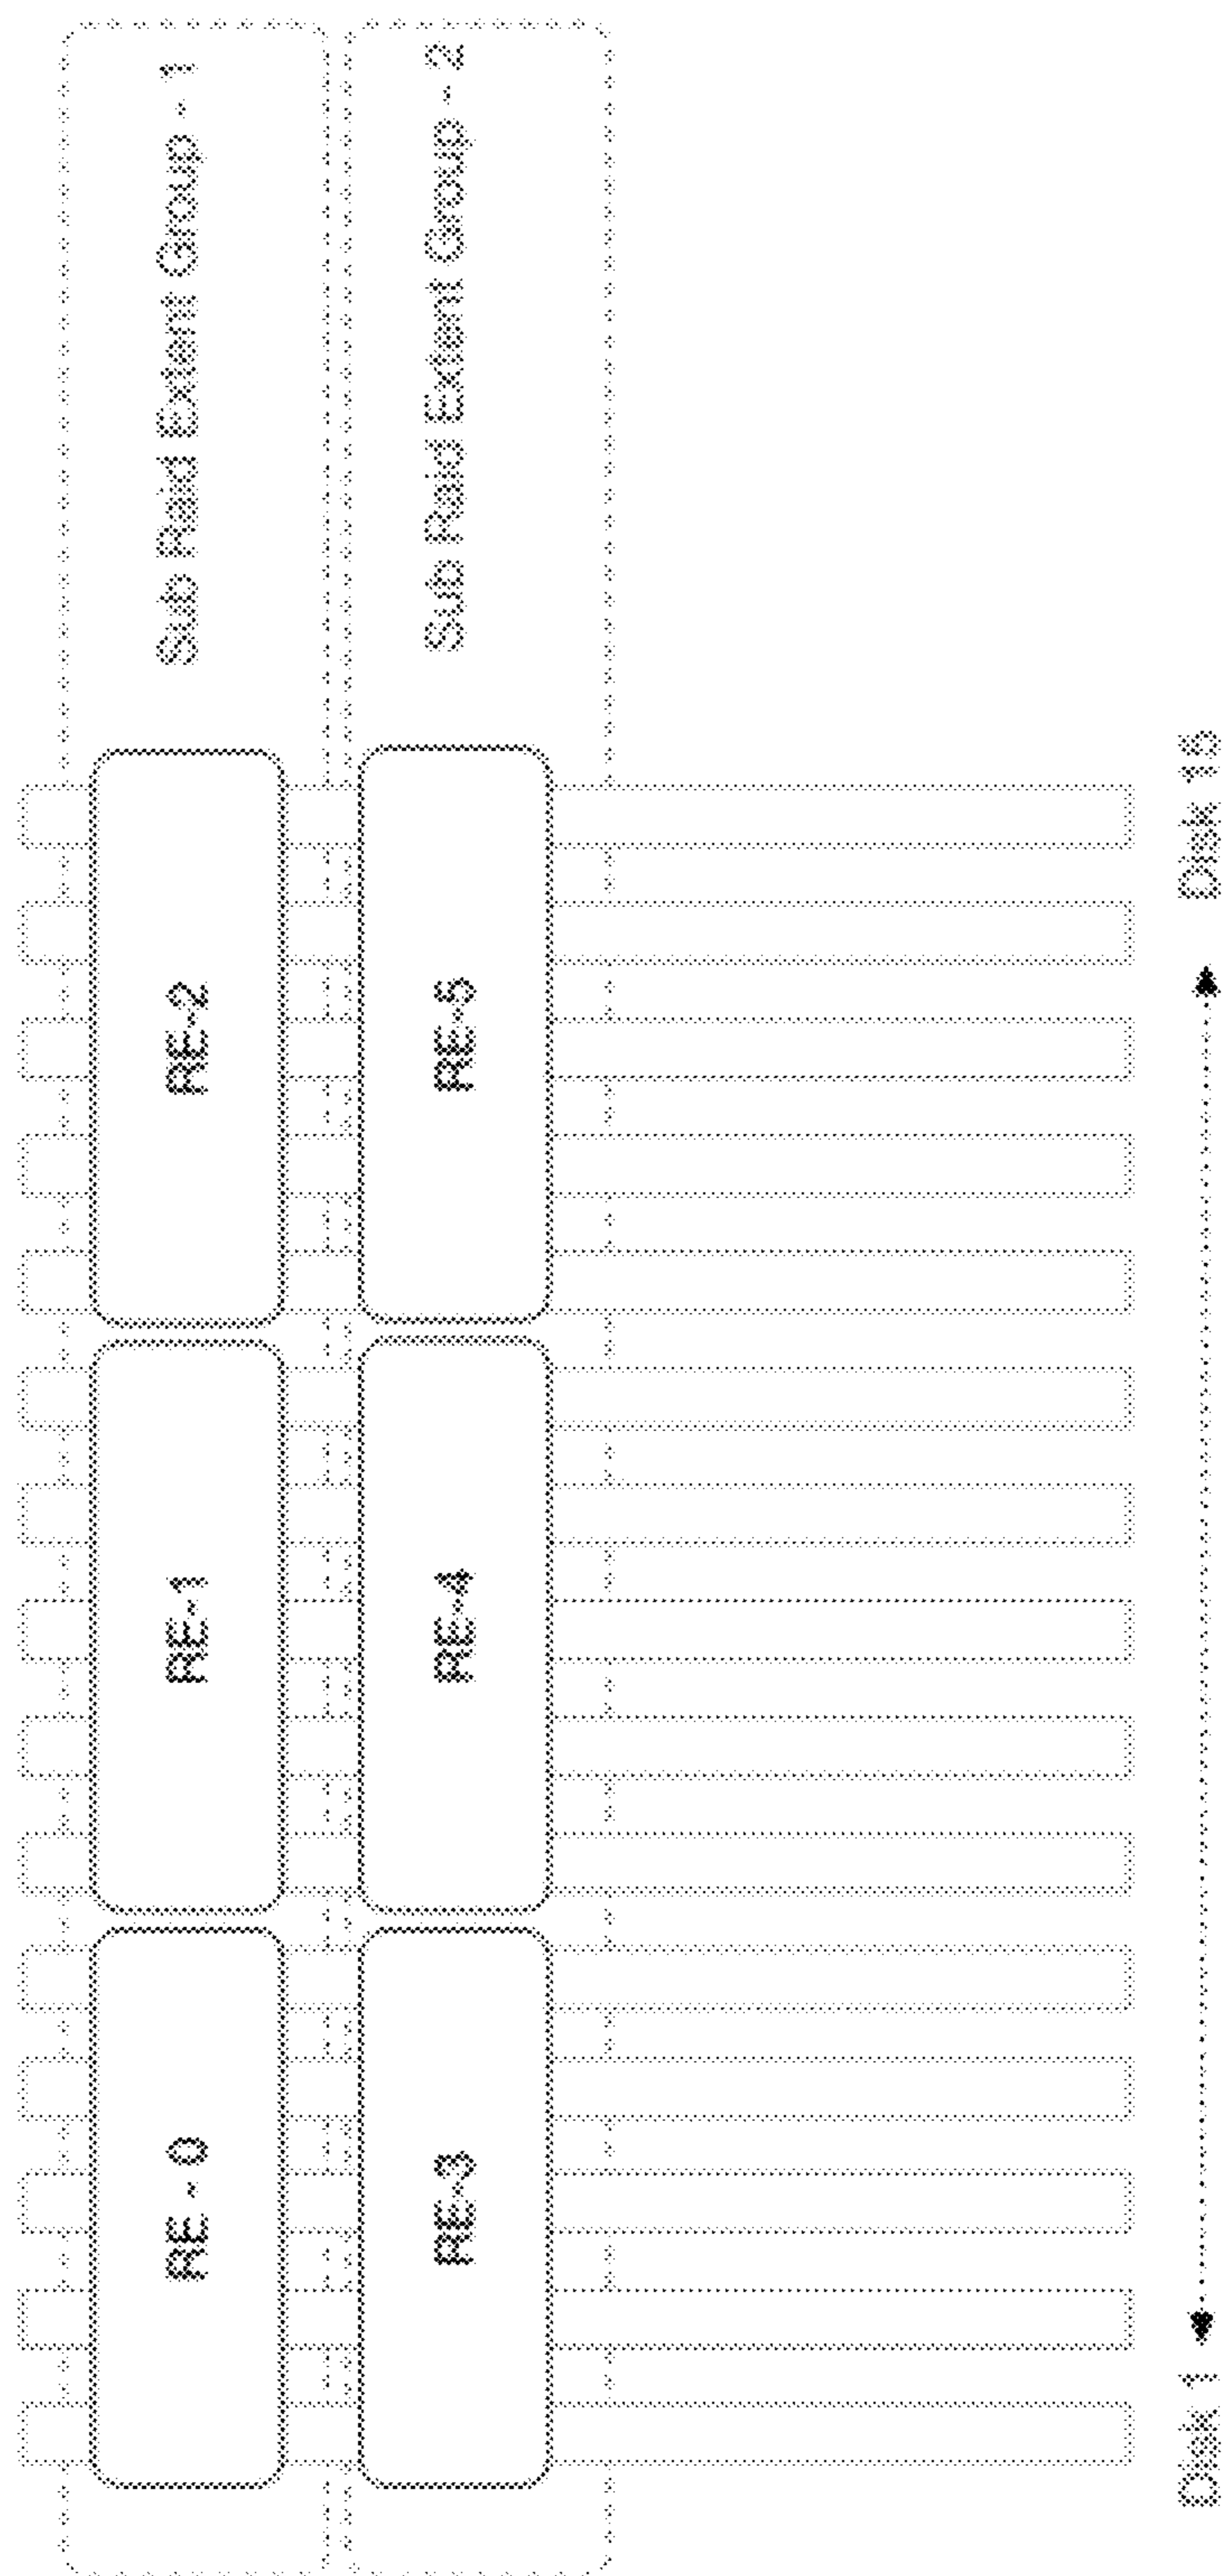 RE - 0
RE-1
RE-2
Sub Raid Extent Group - 1
RE-3
RE-4
RE-5
Sub Raid Extent Group - 2
Disk 1
Disk 15